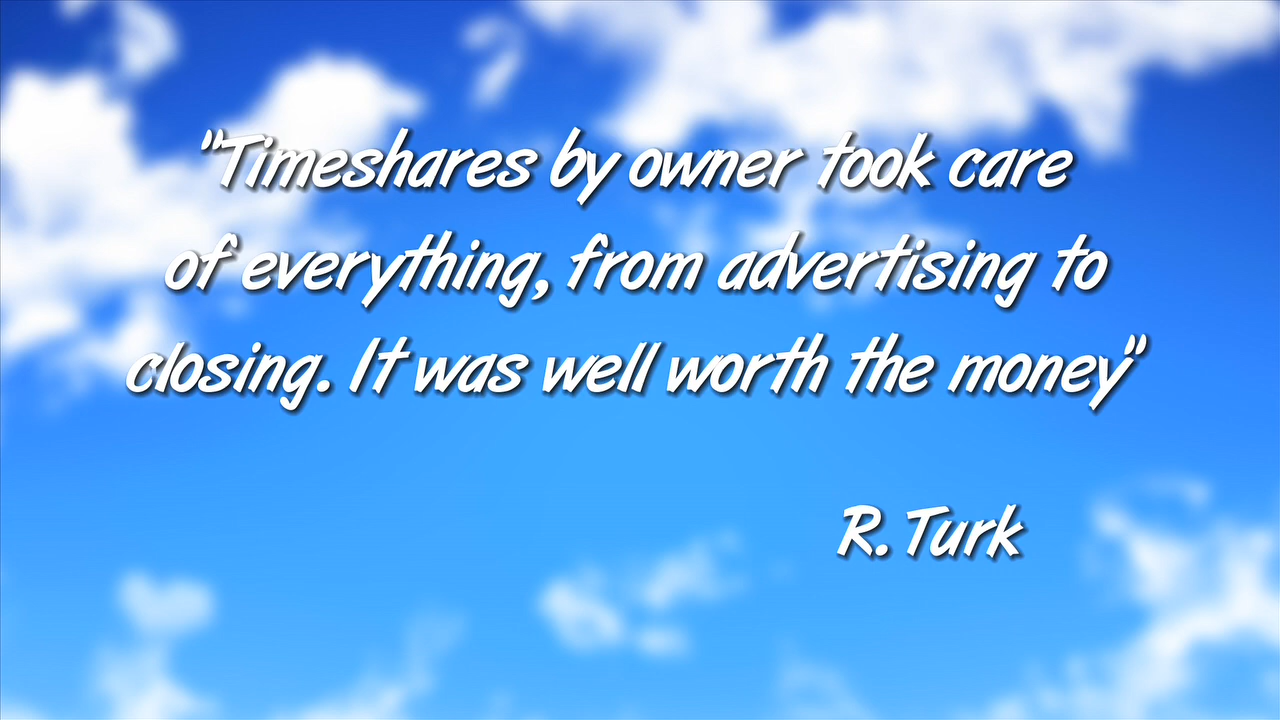 "Timeshares by owner took care
of everything, from advertising to
closing. It was well worth the money"
R. Turk